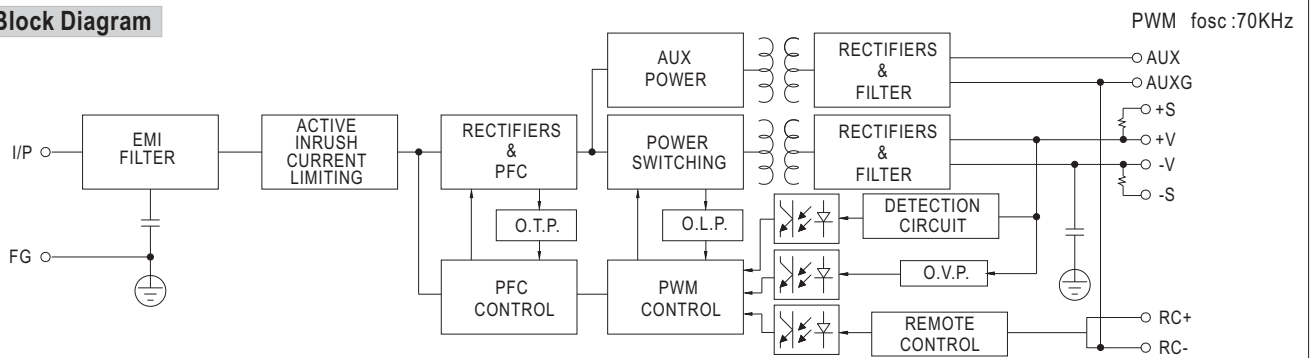 Block Diagram
PWM fosc :70KHz
AUX
POWER
RECTIFIERS
&
FILTER
AUX
AUXG
+S
+V
-V
-S
I/P
EMI
FILTER
ACTIVE
INRUSH
CURRENT
LIMITING
RECTIFIERS
&
PFC
POWER
SWITCHING
RECTIFIERS
&
FILTER
O.T.P.
O.L.P.
DETECTION
CIRCUIT
FG
PFC
CONTROL
PWM
CONTROL
O.V.P.
REMOTE
CONTROL
RC+
RC-